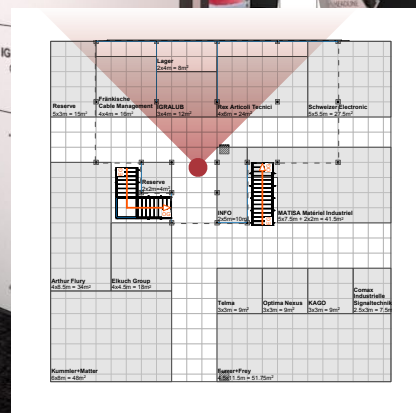 Lager
2x4m = 8m²
Reserve
5x3m = 15m²
Fränkische
Cable Management
4x4m = 16m²
IGRALUB
3x4m = 12m²
Rex Articoli Tecnici
4x6m = 24m²
Schweizer Electronic
5x5.5m = 27.5m²
Reserve
2x2m=4m²
INFO
2x5m=10m²
MATISA Matériel Industriel
5x7.5m + 2x2m = 41.5m²
Arthur Flury
4x8.5m = 34m²
Elkuch Group
4x4.5m = 18m²
Telma
3x3m = 9m²
Optima Nexus
3x3m = 9m²
KAGO
3x3m = 9m²
Comax
Industrielle
Signaltechnik
2.5x3m = 7.5m
Kummler+Matter
6x8m = 48m²
Furrer+Frey
4.5x11.5m = 51.75m²
IG